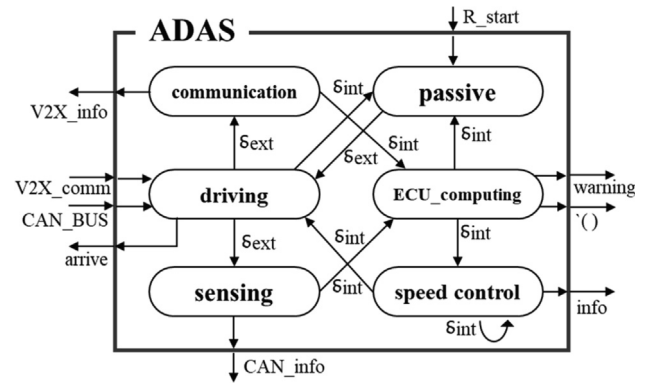 ADAS
R_start
communication
δint
passive
V2X_info
δext
δint
δext
δint
V2X_comm
driving
ECU_computing
warning
CAN_BUS
`( )
arrive
δext
δint
δint
sensing
δint
speed control
info
δint
CAN_info